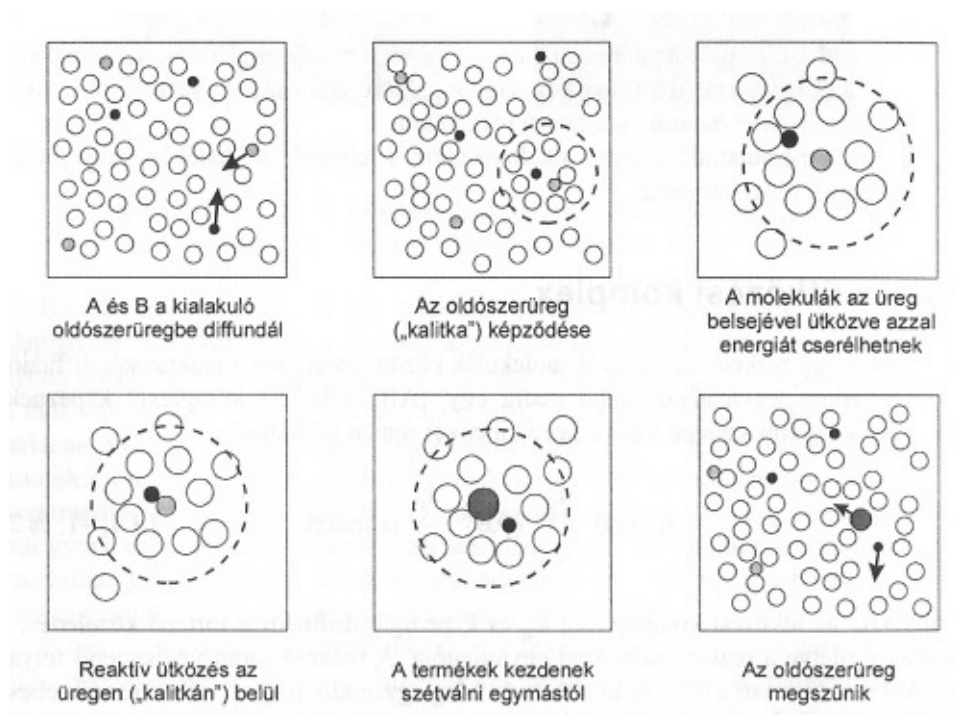 A és B a kialakuló
oldószerüregbe diffundál
Az oldószerüreg
(„kalitka") képződése
A molekulák az üreg
belsejével ütközve azzal
energiát cserélhetnek
Reaktív ütközés az
üregen („kalitkán") belül
A termékek kezdenek
szétválni egymástól
Az oldószerüreg
megszűnik